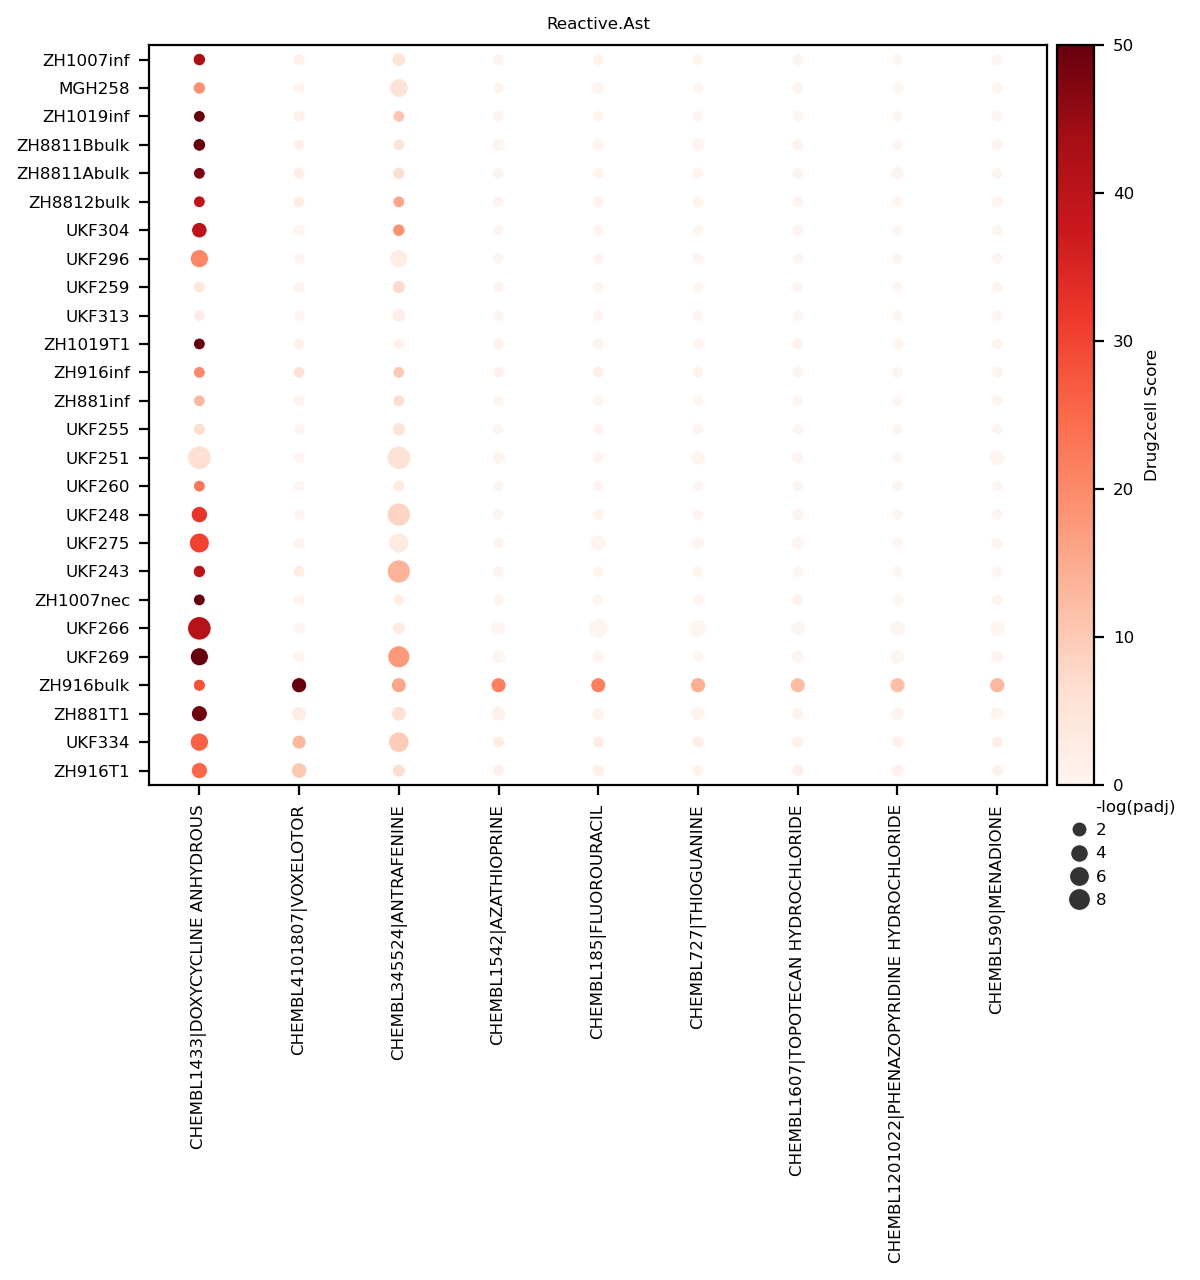 Reactive.Ast
ZH1007inf
MGH258
ZH1019inf
ZH8811Bbulk
ZH8811Abulk
ZH8812bulk
UKF304
UKF296
UKF259
UKF313
ZH1019T1
ZH916inf
ZH881inf
UKF255
UKF251
UKF260
UKF248
UKF275
UKF243
ZH1007nec
UKF266
UKF269
ZH916bulk
ZH881T1
UKF334
ZH916T1
CHEMBL1433|DOXYCYCLINE ANHYDROUS
CHEMBL4101807|VOXELOTOR
CHEMBL345524|ANTRAFENINE
CHEMBL1542|AZATHIOPRINE
CHEMBL185|FLUOROURACIL
CHEMBL727|THIOGUANINE
CHEMBL1607|TOPOTECAN HYDROCHLORIDE
CHEMBL1201022|PHENAZOPYRIDINE HYDROCHLORIDE
CHEMBL590|MENADIONE
50
40
30
20
10
0
Drug2cell Score
-log(padj)
2
4
6
8